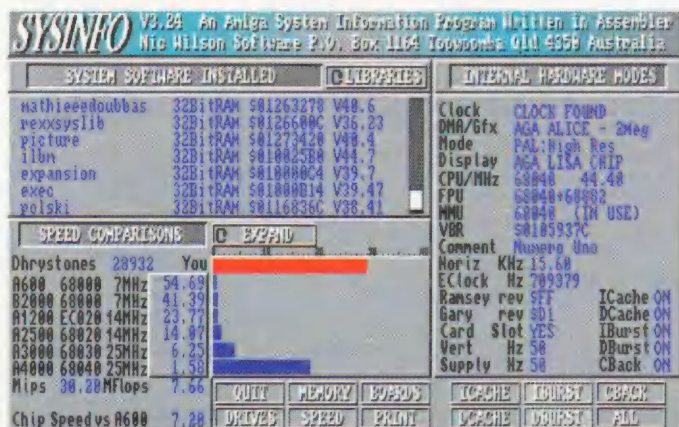 SYSINFO V3.24 An Amiga System Information Program Written in Assembler
Nic Wilson Software P.O. Box 1164 Toowoomba Qld 4350 Australia
SYSTEM SOFTWARE INSTALLED
LIBRARIES
mathieeedoubbas 32BitRAM $01263278 V40.6
rexxsyslib 32BitRAM $0126600C V36.23
picture 32BitRAM $01273420 V40.4
ilbm 32BitRAM $010025B0 V44.7
expansion 32BitRAM $010000C4 V39.7
exec 32BitRAM $01000B14 V39.47
polski 32BitRAM $0116836C V38.41
INTERNAL HARDWARE MODES
Clock CLOCK FOUND
DMA/Gfx AGA ALICE - 2Meg
Mode PAL:High Res
Display AGA LISA CHIP
CPU/MHz 68040 44.40
FPU 68040+68882
MMU 68040 (IN USE)
VBR $0105937C
Comment Numero Uno
Horiz KHz 15.60
EClock Hz 709379
Ramsey rev $FF ICache ON
Gary rev $D1 DCache ON
Card Slot YES IBurst ON
Vert Hz 50 DBurst ON
Supply Hz 50 CBack ON
SPEED COMPARISONS
EXPAND
10 20 30 40
Dhrystones 28932 You
A600 68000 7MHz 54.69
B2000 68000 7MHz 41.39
A1200 EC020 14MHz 23.77
A2500 68020 14MHz 14.07
A3000 68030 25MHz 6.25
A4000 68040 25MHz 1.58
Mips 30.20 MFlops 7.66
Chip Speed vs A600 7.20
QUIT MEMORY BOARDS
DRIVES SPEED PRINT
ICACHE IBURST CBACK
DCACHE DBURST ALL